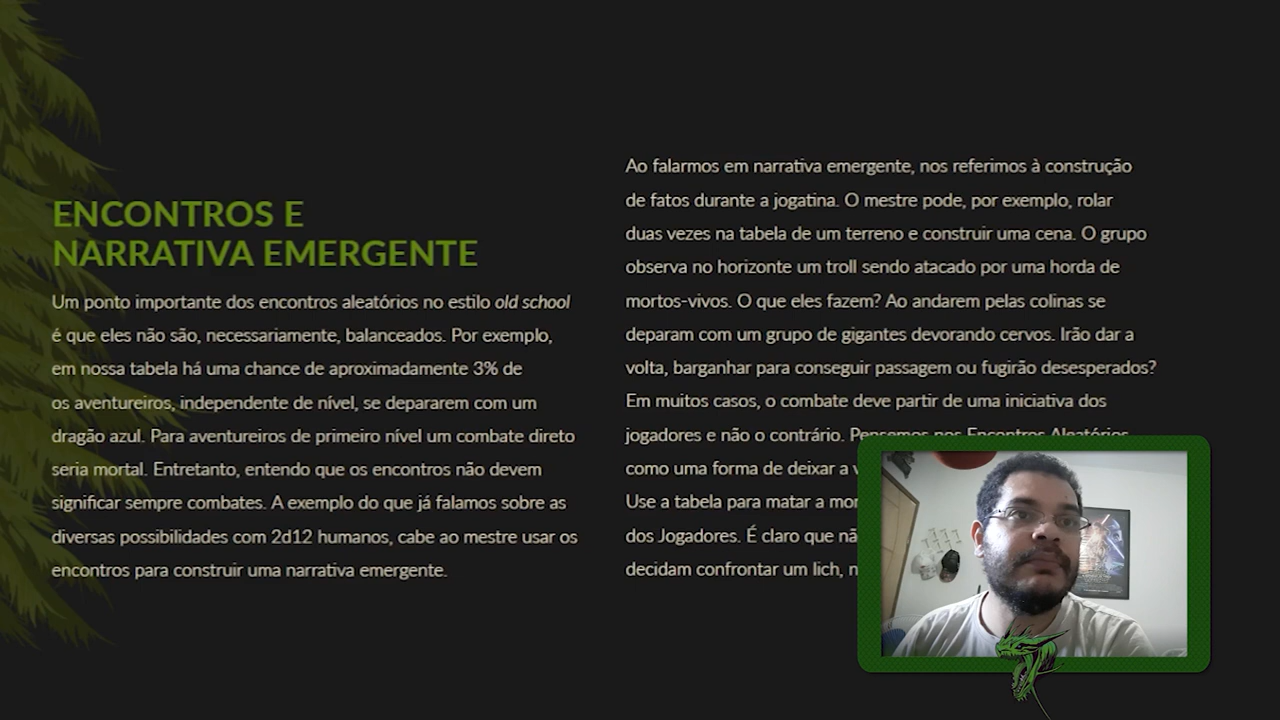 ENCONTROS E
NARRATIVA EMERGENTE
Um ponto importante dos encontros aleatórios no estilo old school
é que eles não são, necessariamente, balanceados. Por exemplo,
em nossa tabela há uma chance de aproximadamente 3% de
os aventureiros, independente de nível, se depararem com um
dragão azul. Para aventureiros de primeiro nível um combate direto
seria mortal. Entretanto, entendo que os encontros não devem
significar sempre combates. A exemplo do que já falamos sobre as
diversas possibilidades com 2d12 humanos, cabe ao mestre usar os
encontros para construir uma narrativa emergente.
Ao falarmos em narrativa emergente, nos referimos à construção
de fatos durante a jogatina. O mestre pode, por exemplo, rolar
duas vezes na tabela de um terreno e construir uma cena. O grupo
observa no horizonte um troll sendo atacado por uma horda de
mortos-vivos. O que eles fazem? Ao andarem pelas colinas se
deparam com um grupo de gigantes devorando cervos. Irão dar a
volta, barganhar para conseguir passagem ou fugirão desesperados?
Em muitos casos, o combate deve partir de uma iniciativa dos
jogadores e não o contrário. Pensemos nos Encontros Aleatórios
como uma forma de deixar a
Use a tabela para matar a
dos Jogadores. É claro que
decidam confrontar um lich,